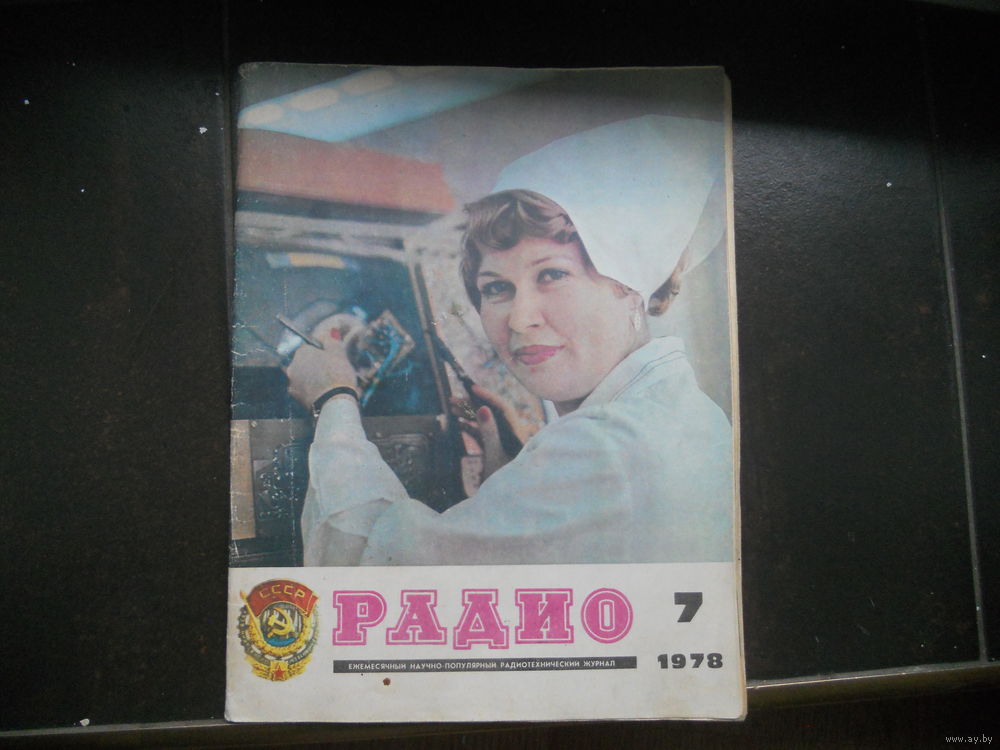 СССР
РАДИО
ЕЖЕМЕСЯЧНЫЙ НАУЧНО-ПОПУЛЯРНЫЙ РАДИОТЕХНИЧЕСКИЙ ЖУРНАЛ
7
1978
www.ay.by